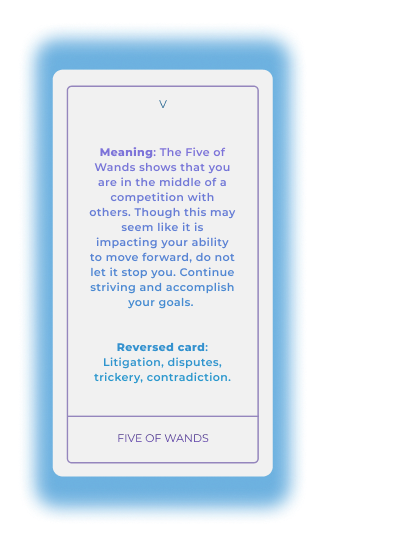 V
Meaning: The Five of
Wands shows that you
are in the middle of a
competition with
others. Though this may
seem like it is
impacting your ability
to move forward, do not
let it stop you. Continue
striving and accomplish
your goals.
Reversed card:
Litigation, disputes,
trickery, contradiction.
FIVE OF WANDS